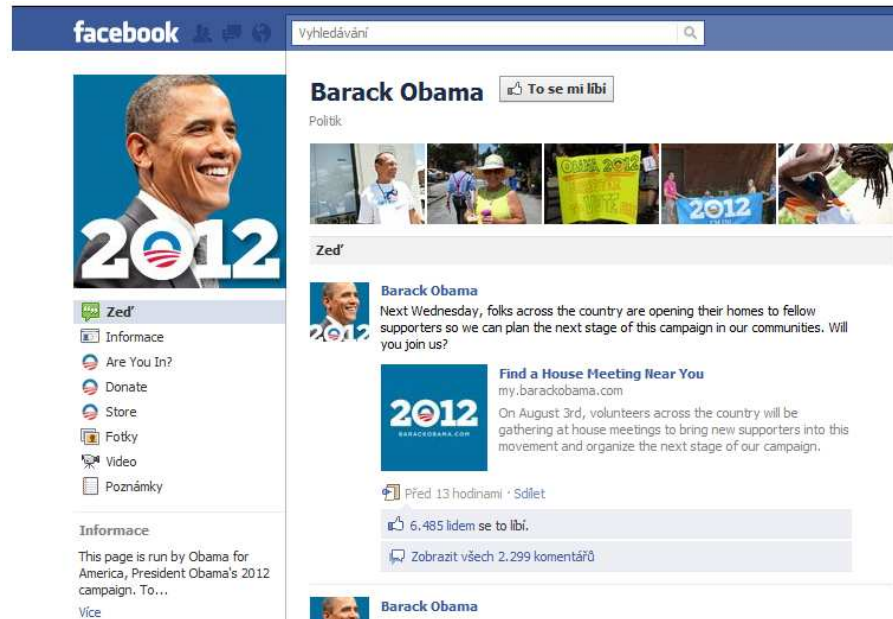 facebook
Vyhledávání
2012
Barack Obama
To se mi líbí
Politik
OBAMA 2012
VOTE
2012
Zeď
Zeď
Informace
Are You In?
Donate
Store
Fotky
Video
Poznámky
Informace
This page is run by Obama for
America, President Obama's 2012
campaign. To...
Více
2012
Barack Obama
Next Wednesday, folks across the country are opening their homes to fellow
supporters so we can plan the next stage of this campaign in our communities. Will
you join us?
2012
BARACKOBAMA.COM
Find a House Meeting Near You
my.barackobama.com
On August 3rd, volunteers across the country will be
gathering at house meetings to bring new supporters into this
movement and organize the next stage of our campaign.
Před 13 hodinami · Sdílet
6.485 lidem se to líbí.
Zobrazit všech 2.299 komentářů
Barack Obama